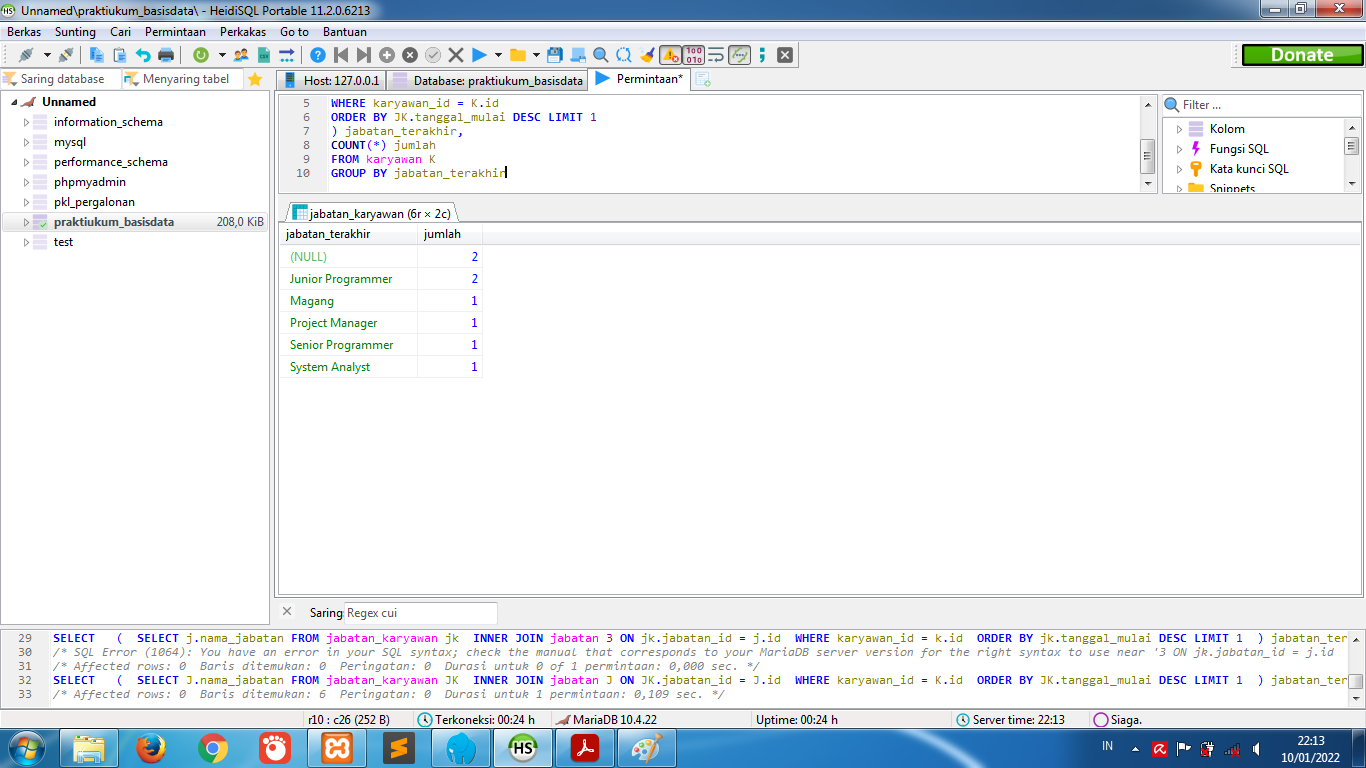 Unnamed\praktiukum_basisdata\ - HeidiSQL Portable 11.2.0.6213
Berkas Sunting Cari Permintaan Perkakas Go to Bantuan
Donate
Saring database Menyaring tabel
Host: 127.0.0.1 Database: praktiukum_basisdata Permintaan*
Unnamed
information_schema
mysql
performance_schema
phpmyadmin
pkl_pergalonan
praktiukum_basisdata 208,0 KiB
test
5 WHERE karyawan_id = K.id
6 ORDER BY JK.tanggal_mulai DESC LIMIT 1
7 ) jabatan_terakhir,
8 COUNT(*) jumlah
9 FROM karyawan K
10 GROUP BY jabatan_terakhir
Filter ...
Kolom
Fungsi SQL
Kata kunci SQL
Snippets
jabatan_karyawan (6r × 2c)
jabatan_terakhir jumlah
(NULL) 2
Junior Programmer 2
Magang 1
Project Manager 1
Senior Programmer 1
System Analyst 1
Saring: Regex cui
29 SELECT ( SELECT j.nama_jabatan FROM jabatan_karyawan jk INNER JOIN jabatan 3 ON jk.jabatan_id = j.id WHERE karyawan_id = k.id ORDER BY jk.tanggal_mulai DESC LIMIT 1 ) jabatan_ter
30 /* SQL Error (1064): You have an error in your SQL syntax; check the manual that corresponds to your MariaDB server version for the right syntax to use near '3 ON jk.jabatan_id = j.id
31 /* Affected rows: 0 Baris ditemukan: 0 Peringatan: 0 Durasi untuk 0 of 1 permintaan: 0,000 sec. */
32 SELECT ( SELECT J.nama_jabatan FROM jabatan_karyawan JK INNER JOIN jabatan J ON JK.jabatan_id = J.id WHERE karyawan_id = K.id ORDER BY JK.tanggal_mulai DESC LIMIT 1 ) jabatan_ter
33 /* Affected rows: 0 Baris ditemukan: 6 Peringatan: 0 Durasi untuk 1 permintaan: 0,109 sec. */
r10 : c26 (252 B) Terkoneksi: 00:24 h MariaDB 10.4.22 Uptime: 00:24 h Server time: 22:13 Siaga.
HS
IN
22:13
10/01/2022